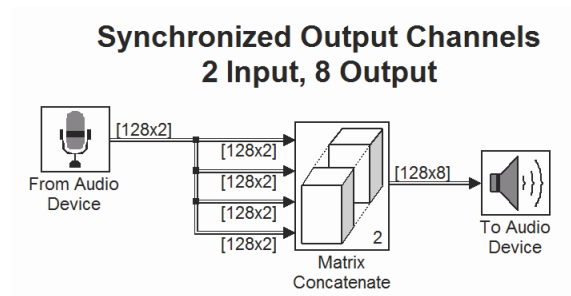 Synchronized Output Channels
2 Input, 8 Output
[128x2]
[128x2]
[128x2]
[128x2]
[128x2]
[128x8]
2
From Audio
Device
Matrix
Concatenate
To Audio
Device